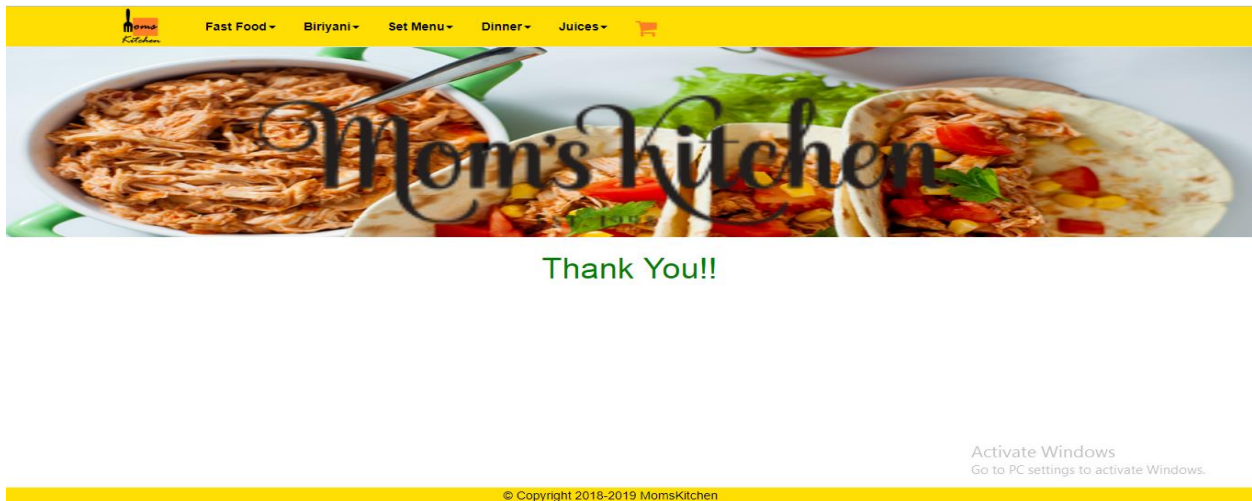 Moms
Kitchen
Fast Food
Biriyani
Set Menu
Dinner
Juices
Mom's Kitchen
1985
Thank You!!
Activate Windows
Go to PC settings to activate Windows.
© Copyright 2018-2019 MomsKitchen